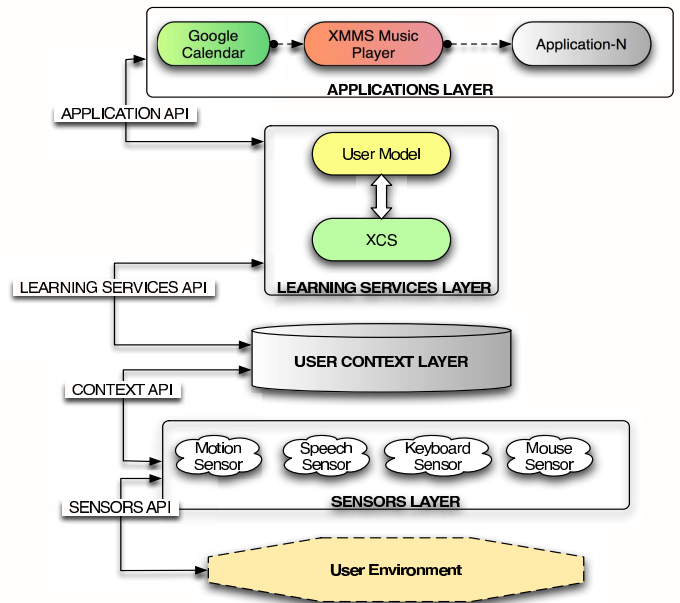 Google
Calendar
XMMS Music
Player
Application-N
APPLICATIONS LAYER
APPLICATION API
User Model
XCS
LEARNING SERVICES LAYER
LEARNING SERVICES API
USER CONTEXT LAYER
CONTEXT API
Motion
Sensor
Speech
Sensor
Keyboard
Sensor
Mouse
Sensor
SENSORS LAYER
SENSORS API
User Environment